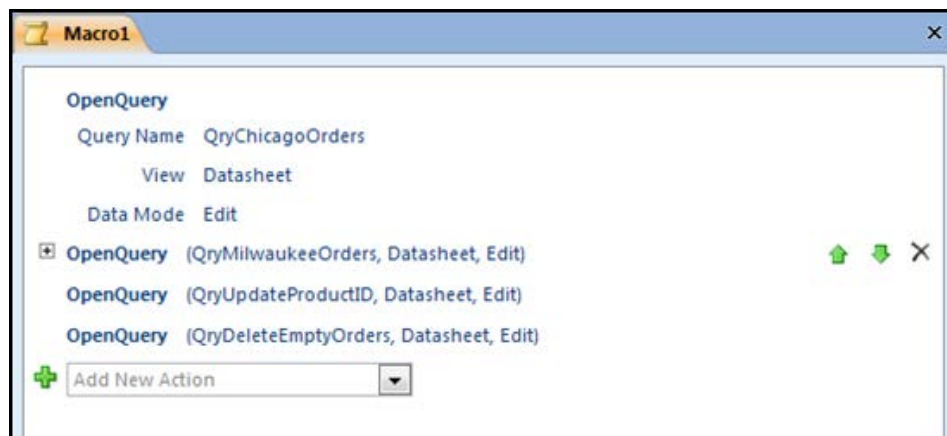 Macro1
OpenQuery
Query Name QryChicagoOrders
View Datasheet
Data Mode Edit
OpenQuery (QryMilwaukeeOrders, Datasheet, Edit)
OpenQuery (QryUpdateProductID, Datasheet, Edit)
OpenQuery (QryDeleteEmptyOrders, Datasheet, Edit)
Add New Action